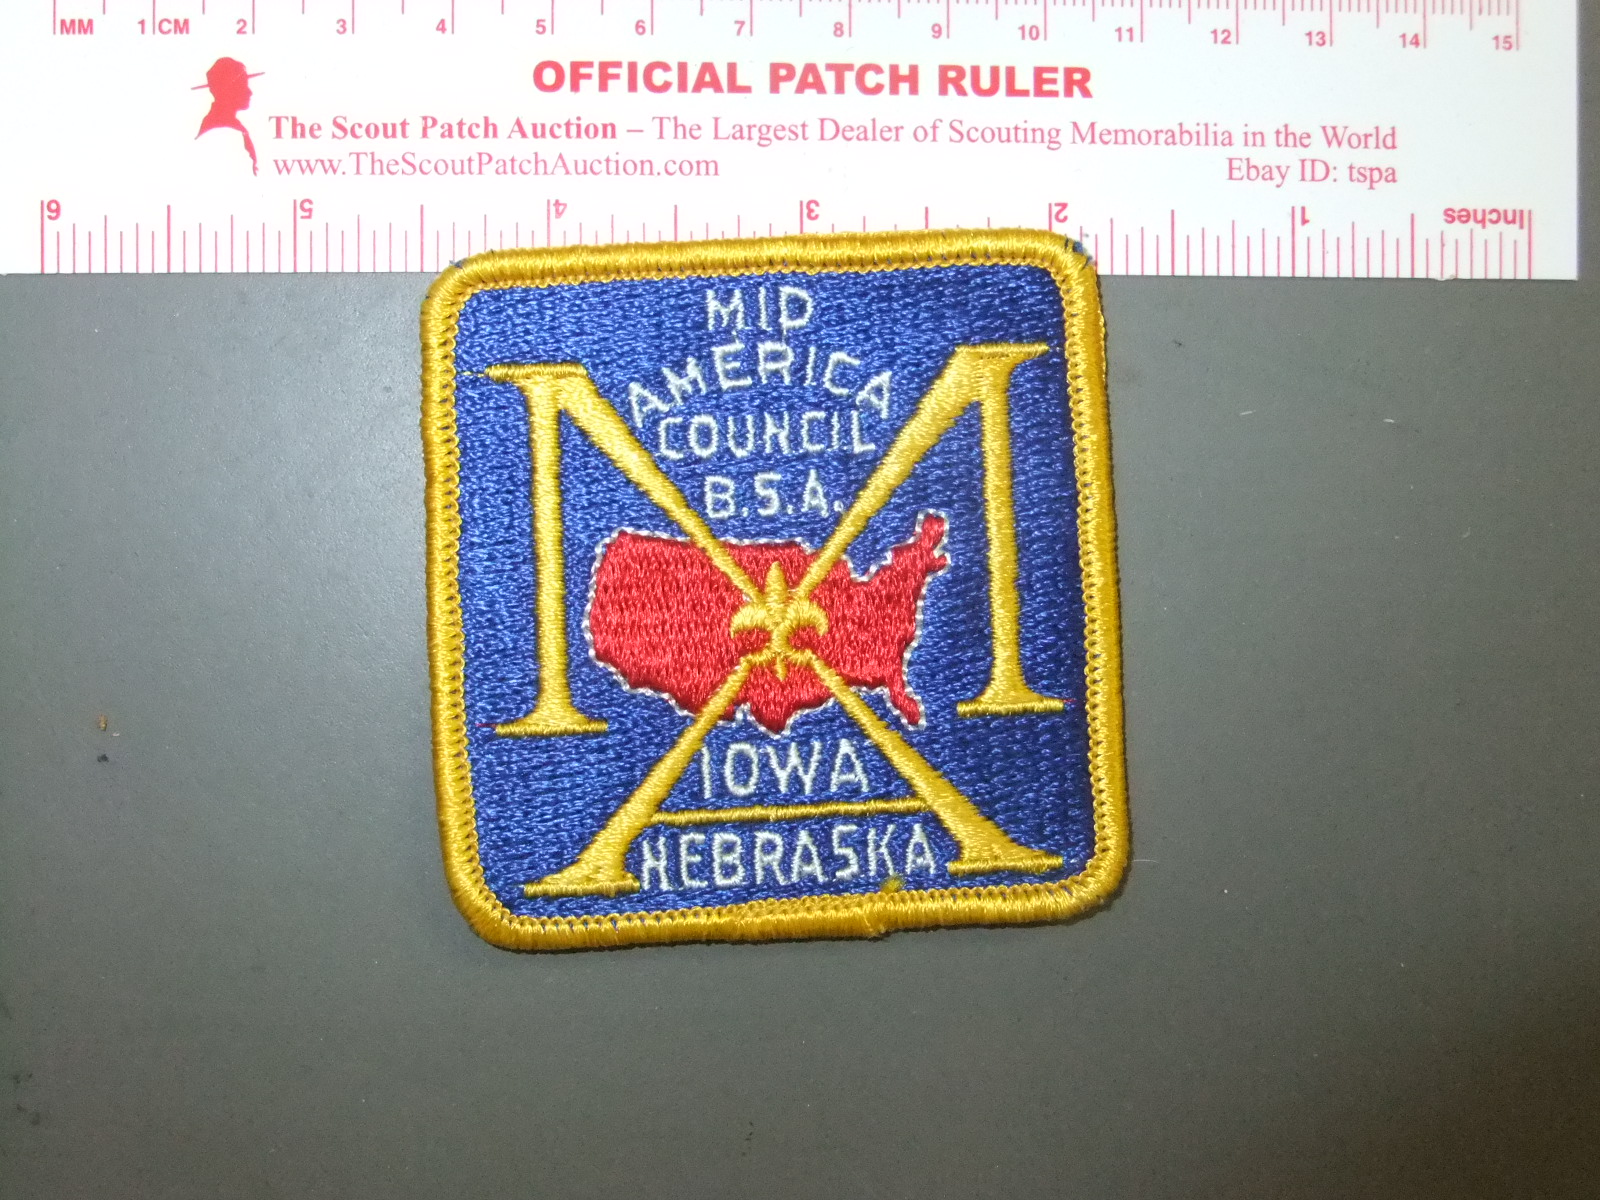 MM 1 CM 2 3 4 5 6 7 8 9 10 11 12 13 14 15
OFFICIAL PATCH RULER
The Scout Patch Auction – The Largest Dealer of Scouting Memorabilia in the World
www.TheScoutPatchAuction.com Ebay ID: tspa
6 5 4 3 2 1 Inches
MID
AMERICA
COUNCIL
B.S.A.
M
A
IOWA
NEBRASKA